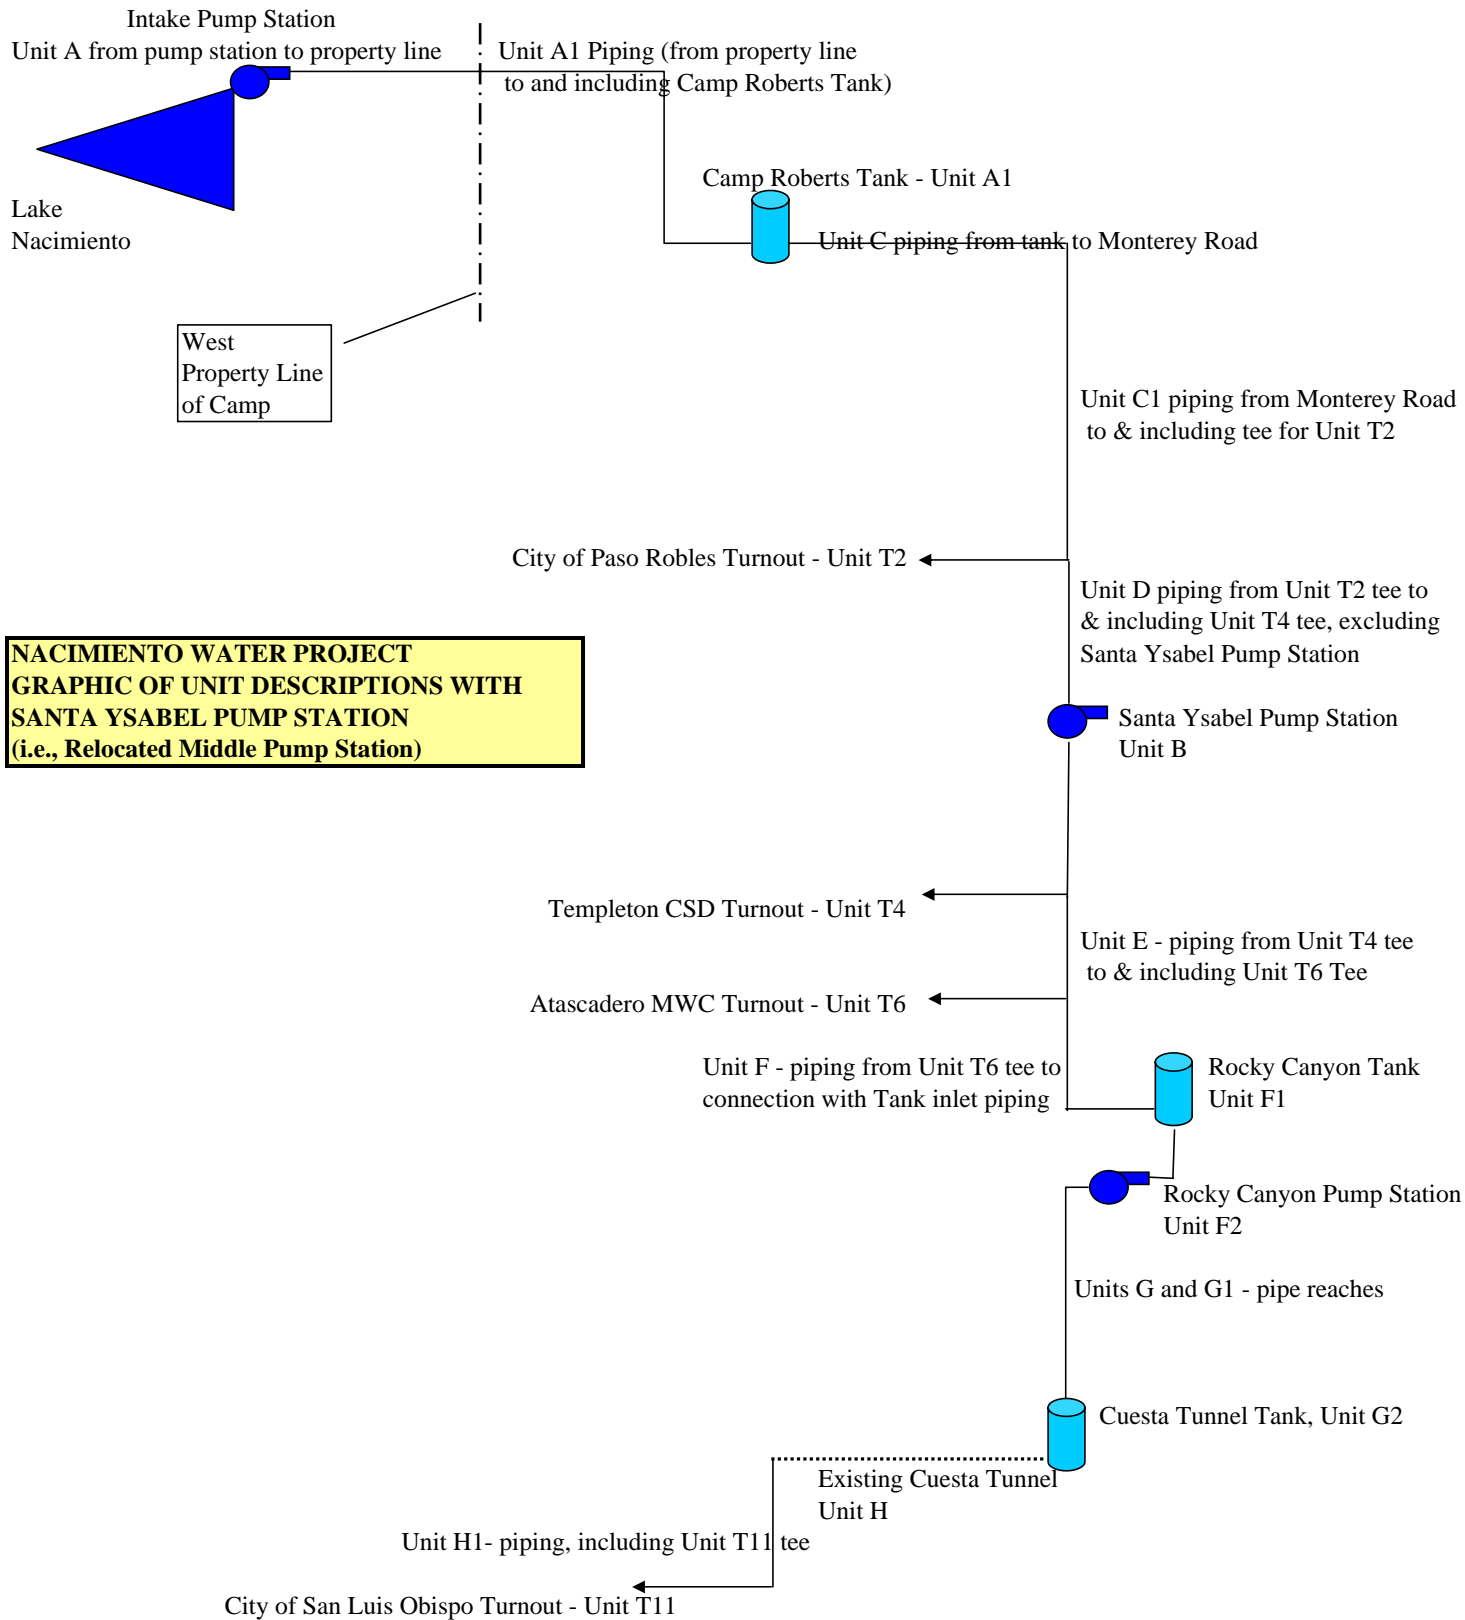 Intake Pump Station
Unit A from pump station to property line
Unit A1 Piping (from property line
to and including Camp Roberts Tank)
Camp Roberts Tank - Unit A1
Lake
Nacimiento
Unit C piping from tank to Monterey Road
West
Property Line
of Camp
Unit C1 piping from Monterey Road
to & including tee for Unit T2
City of Paso Robles Turnout - Unit T2
Unit D piping from Unit T2 tee to
& including Unit T4 tee, excluding
Santa Ysabel Pump Station
NACIMIENTO WATER PROJECT
GRAPHIC OF UNIT DESCRIPTIONS WITH
SANTA YSABEL PUMP STATION
(i.e., Relocated Middle Pump Station)
Santa Ysabel Pump Station
Unit B
Templeton CSD Turnout - Unit T4
Unit E - piping from Unit T4 tee
to & including Unit T6 Tee
Atascadero MWC Turnout - Unit T6
Unit F - piping from Unit T6 tee to
connection with Tank inlet piping
Rocky Canyon Tank
Unit F1
Rocky Canyon Pump Station
Unit F2
Units G and G1 - pipe reaches
Cuesta Tunnel Tank, Unit G2
Existing Cuesta Tunnel
Unit H
Unit H1- piping, including Unit T11 tee
City of San Luis Obispo Turnout - Unit T11